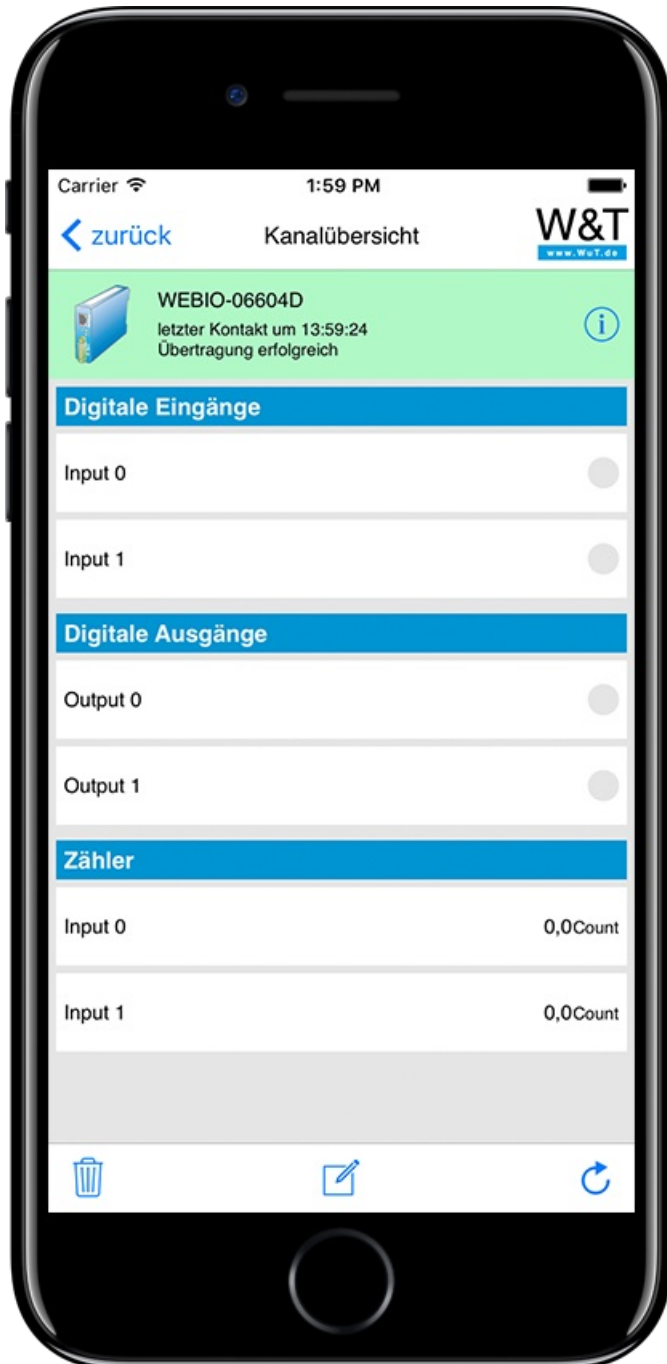 Carrier
1:59 PM
zurück
Kanalübersicht
W&T
www.WuT.de
WEBIO-06604D
letzter Kontakt um 13:59:24
Übertragung erfolgreich
Digitale Eingänge
Input 0
Input 1
Digitale Ausgänge
Output 0
Output 1
Zähler
Input 0 0,0Count
Input 1 0,0Count